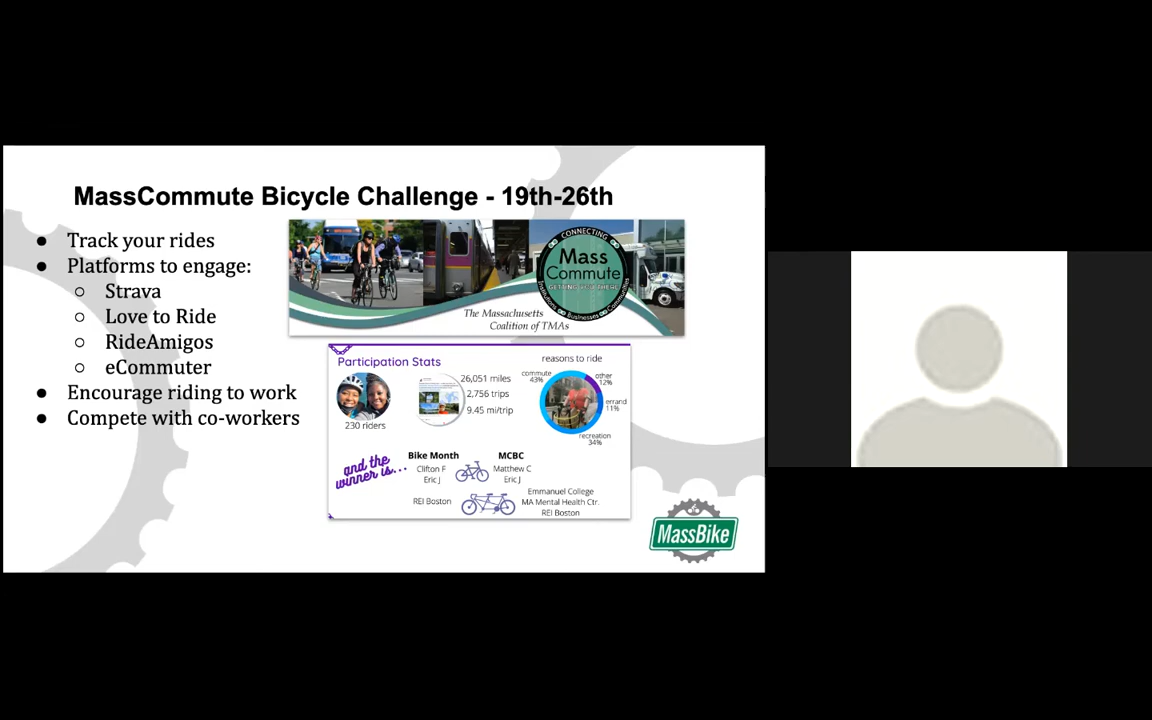 MassCommute Bicycle Challenge - 19th-26th
● Track your rides
● Platforms to engage:
○ Strava
○ Love to Ride
○ RideAmigos
○ eCommuter
● Encourage riding to work
● Compete with co-workers
CONNECTING
Mass
Commute
GETTING YOU THERE
Institutions Businesses Communities
The Massachusetts
Coalition of TMAs
Participation Stats
230 riders
26,051 miles
2,756 trips
9.45 mi/trip
reasons to ride
commute
43%
other
12%
errand
11%
recreation
34%
and the
winner is...
Bike Month
Clifton F
Eric J
REI Boston
MCBC
Matthew C
Eric J
Emmanuel College
MA Mental Health Ctr.
REI Boston
MassBike